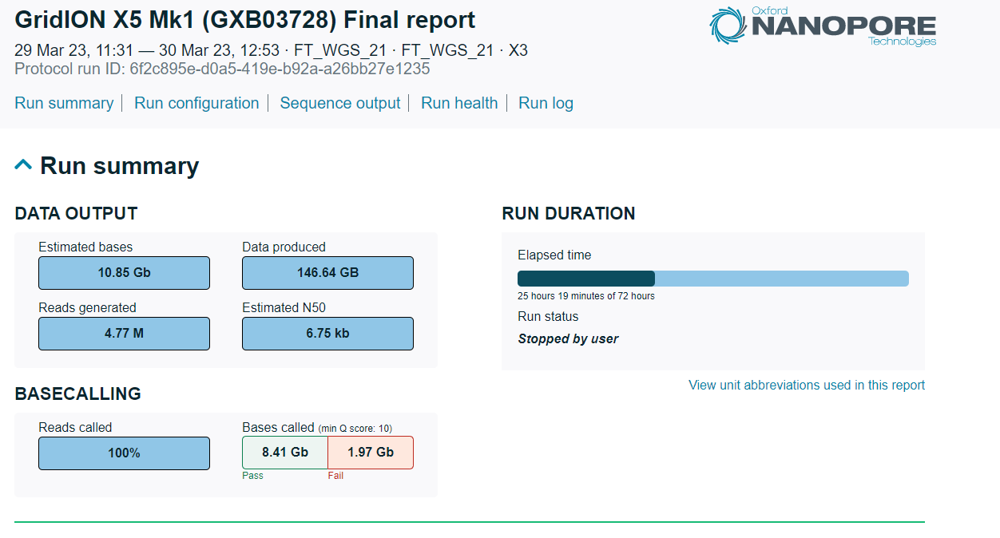 GridION X5 Mk1 (GXB03728) Final report
Oxford
NANOPORE
Technologies
29 Mar 23, 11:31 — 30 Mar 23, 12:53 · FT_WGS_21 · FT_WGS_21 · X3
Protocol run ID: 6f2c895e-d0a5-419e-b92a-a26bb27e1235
Run summary | Run configuration | Sequence output | Run health | Run log
Run summary
DATA OUTPUT
Estimated bases
10.85 Gb
Data produced
146.64 GB
Reads generated
4.77 M
Estimated N50
6.75 kb
RUN DURATION
Elapsed time
25 hours 19 minutes of 72 hours
Run status
Stopped by user
View unit abbreviations used in this report
BASECALLING
Reads called
100%
Bases called (min Q score: 10)
8.41 Gb
1.97 Gb
Pass
Fail